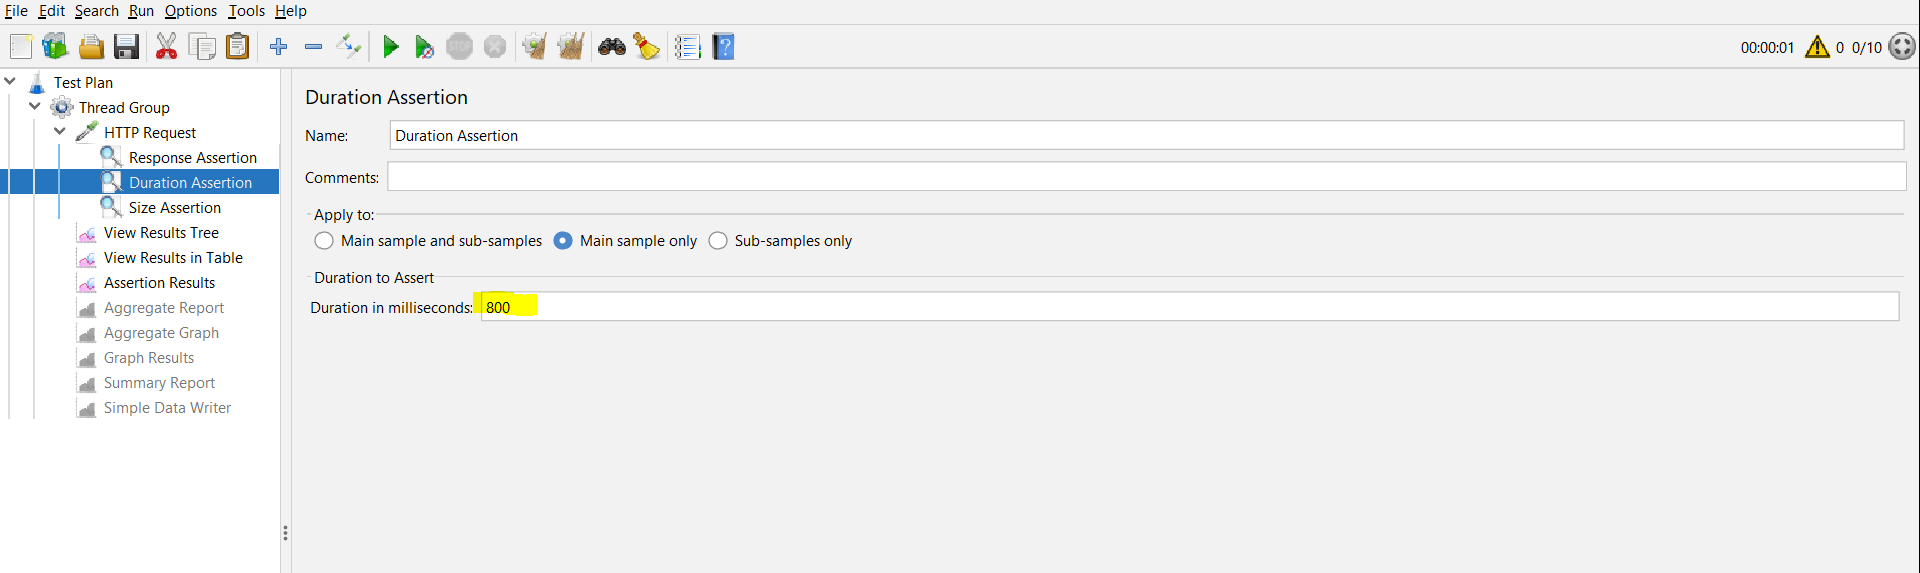 File Edit Search Run Options Tools Help
STOP
00:00:01 0 0/10
Test Plan
Thread Group
HTTP Request
Response Assertion
Duration Assertion
Size Assertion
View Results Tree
View Results in Table
Assertion Results
Aggregate Report
Aggregate Graph
Graph Results
Summary Report
Simple Data Writer
Duration Assertion
Name: Duration Assertion
Comments:
Apply to:
Main sample and sub-samples Main sample only Sub-samples only
Duration to Assert
Duration in milliseconds: 800